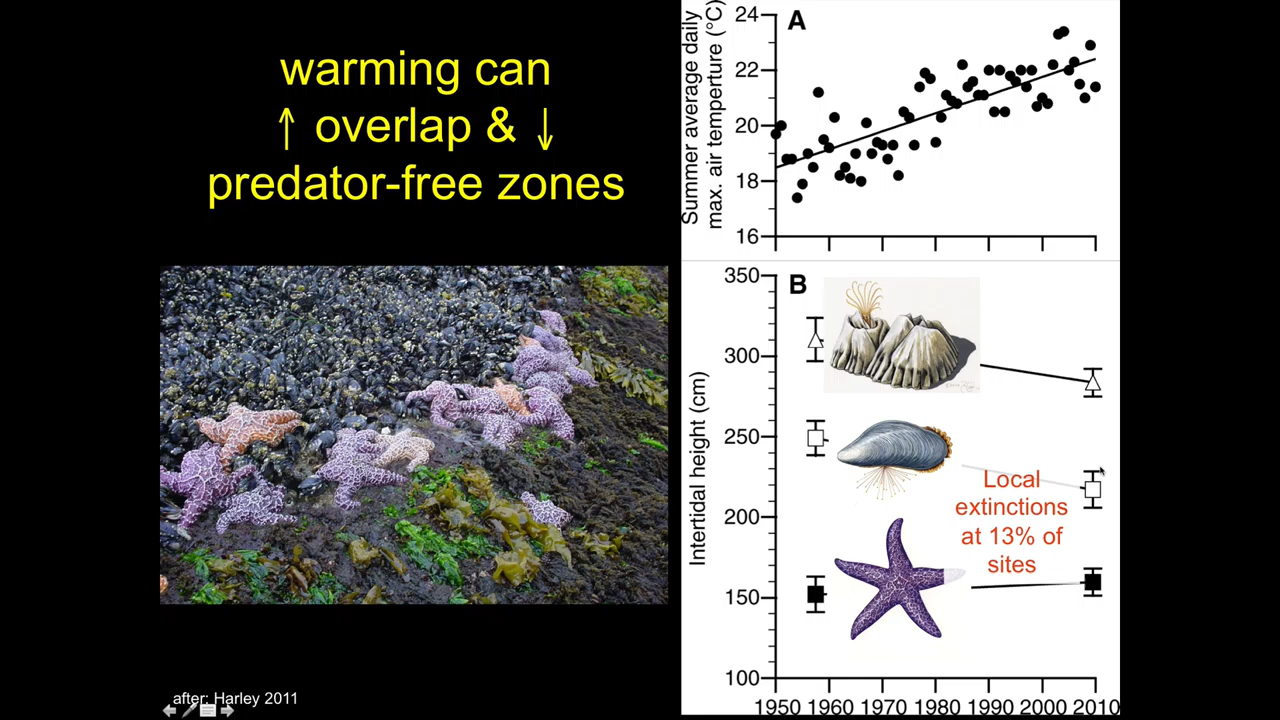 warming can
↑ overlap & ↓
predator-free zones
after: Harley 2011
A
Summer average daily
max. air temperture (°C)
24
22
20
18
16
B
Intertidal height (cm)
350
300
250
200
150
100
Local
extinctions
at 13% of
sites
1950 1960 1970 1980 1990 2000 2010